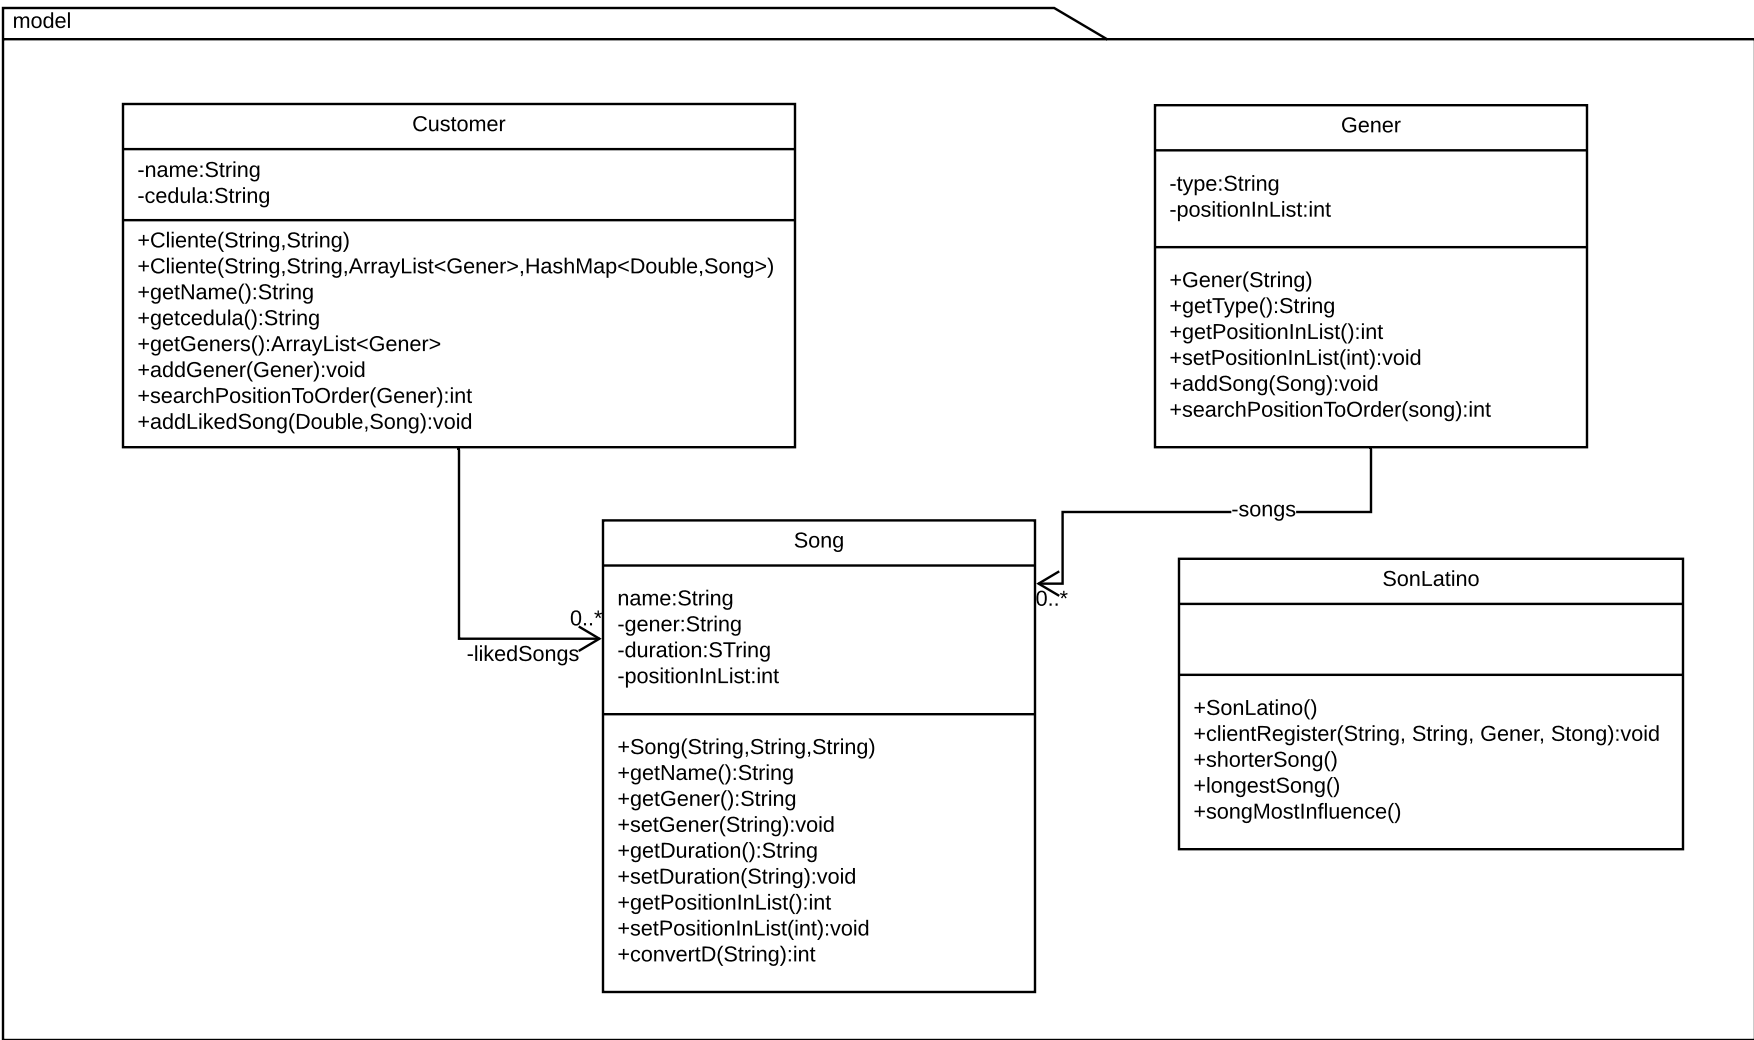 model
Customer
-name:String
-cedula:String
+Cliente(String,String)
+Cliente(String,String,ArrayList<Gener>,HashMap<Double,Song>)
+getName():String
+getcedula():String
+getGeners():ArrayList<Gener>
+addGener(Gener):void
+searchPositionToOrder(Gener):int
+addLikedSong(Double,Song):void
Gener
-type:String
-positionInList:int
+Gener(String)
+getType():String
+getPositionInList():int
+setPositionInList(int):void
+addSong(Song):void
+searchPositionToOrder(song):int
-songs
0..*
0..*
-likedSongs
Song
name:String
-gener:String
-duration:STring
-positionInList:int
+Song(String,String,String)
+getName():String
+getGener():String
+setGener(String):void
+getDuration():String
+setDuration(String):void
+getPositionInList():int
+setPositionInList(int):void
+convertD(String):int
SonLatino
+SonLatino()
+clientRegister(String, String, Gener, Stong):void
+shorterSong()
+longestSong()
+songMostInfluence()